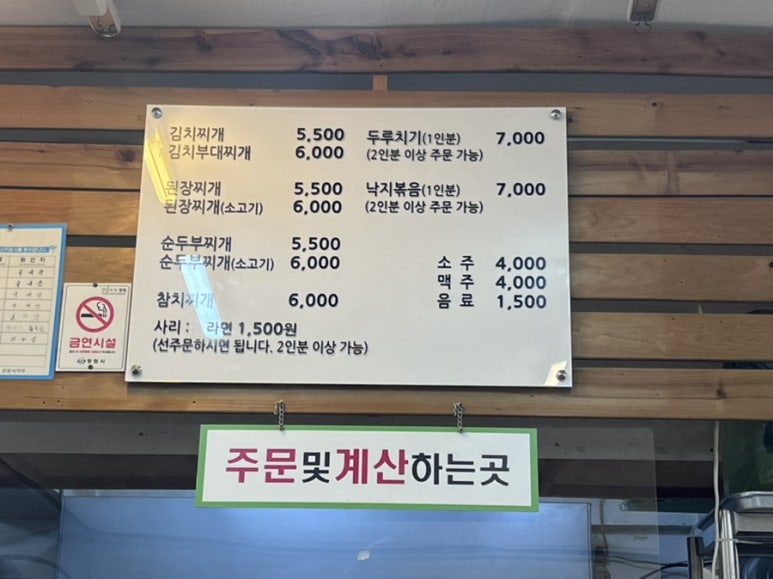 김치찌개 5,500
김치부대찌개 6,000
된장찌개 5,500
된장찌개(소고기) 6,000
순두부찌개 5,500
순두부찌개(소고기) 6,000
참치찌개 6,000
사리 : 라면 1,500원
(선주문하시면 됩니다. 2인분 이상 가능)
두루치기(1인분) 7,000
(2인분 이상 주문 가능)
낙지볶음(1인분) 7,000
(2인분 이상 주문 가능)
소 주 4,000
맥 주 4,000
음 료 1,500
금연시설
창원시
주문및계산하는곳